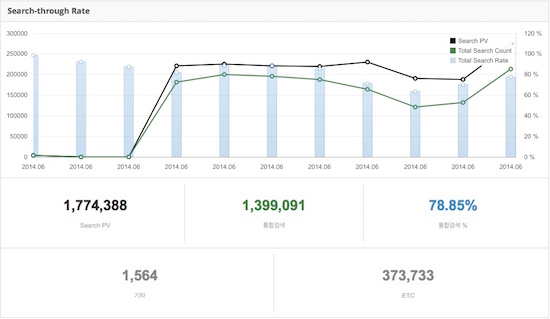 Search-through Rate
300000
250000
200000
150000
100000
50000
0
120 %
100 %
80 %
60 %
40 %
20 %
0 %
Search PV
Total Search Count
Total Search Rate
2014.06 2014.06 2014.06 2014.06 2014.06 2014.06 2014.06 2014.06 2014.06 2014.06 2014.06
1,774,388 1,399,091 78.85%
Search PV 통합검색 통합검색 %
1,564 373,733
기타 ETC